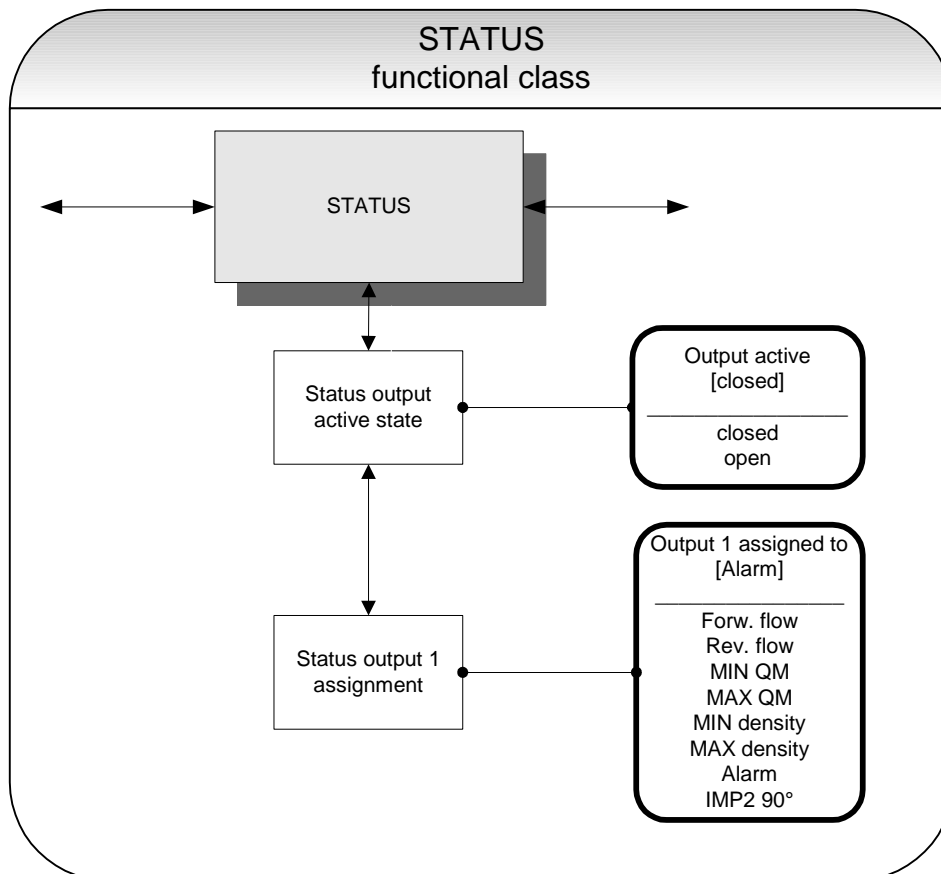 STATUS
functional class
STATUS
Status output
active state
Output active
[closed]
closed
open
Status output 1
assignment
Output 1 assigned to
[Alarm]
Forw. flow
Rev. flow
MIN QM
MAX QM
MIN density
MAX density
Alarm
IMP2 90°